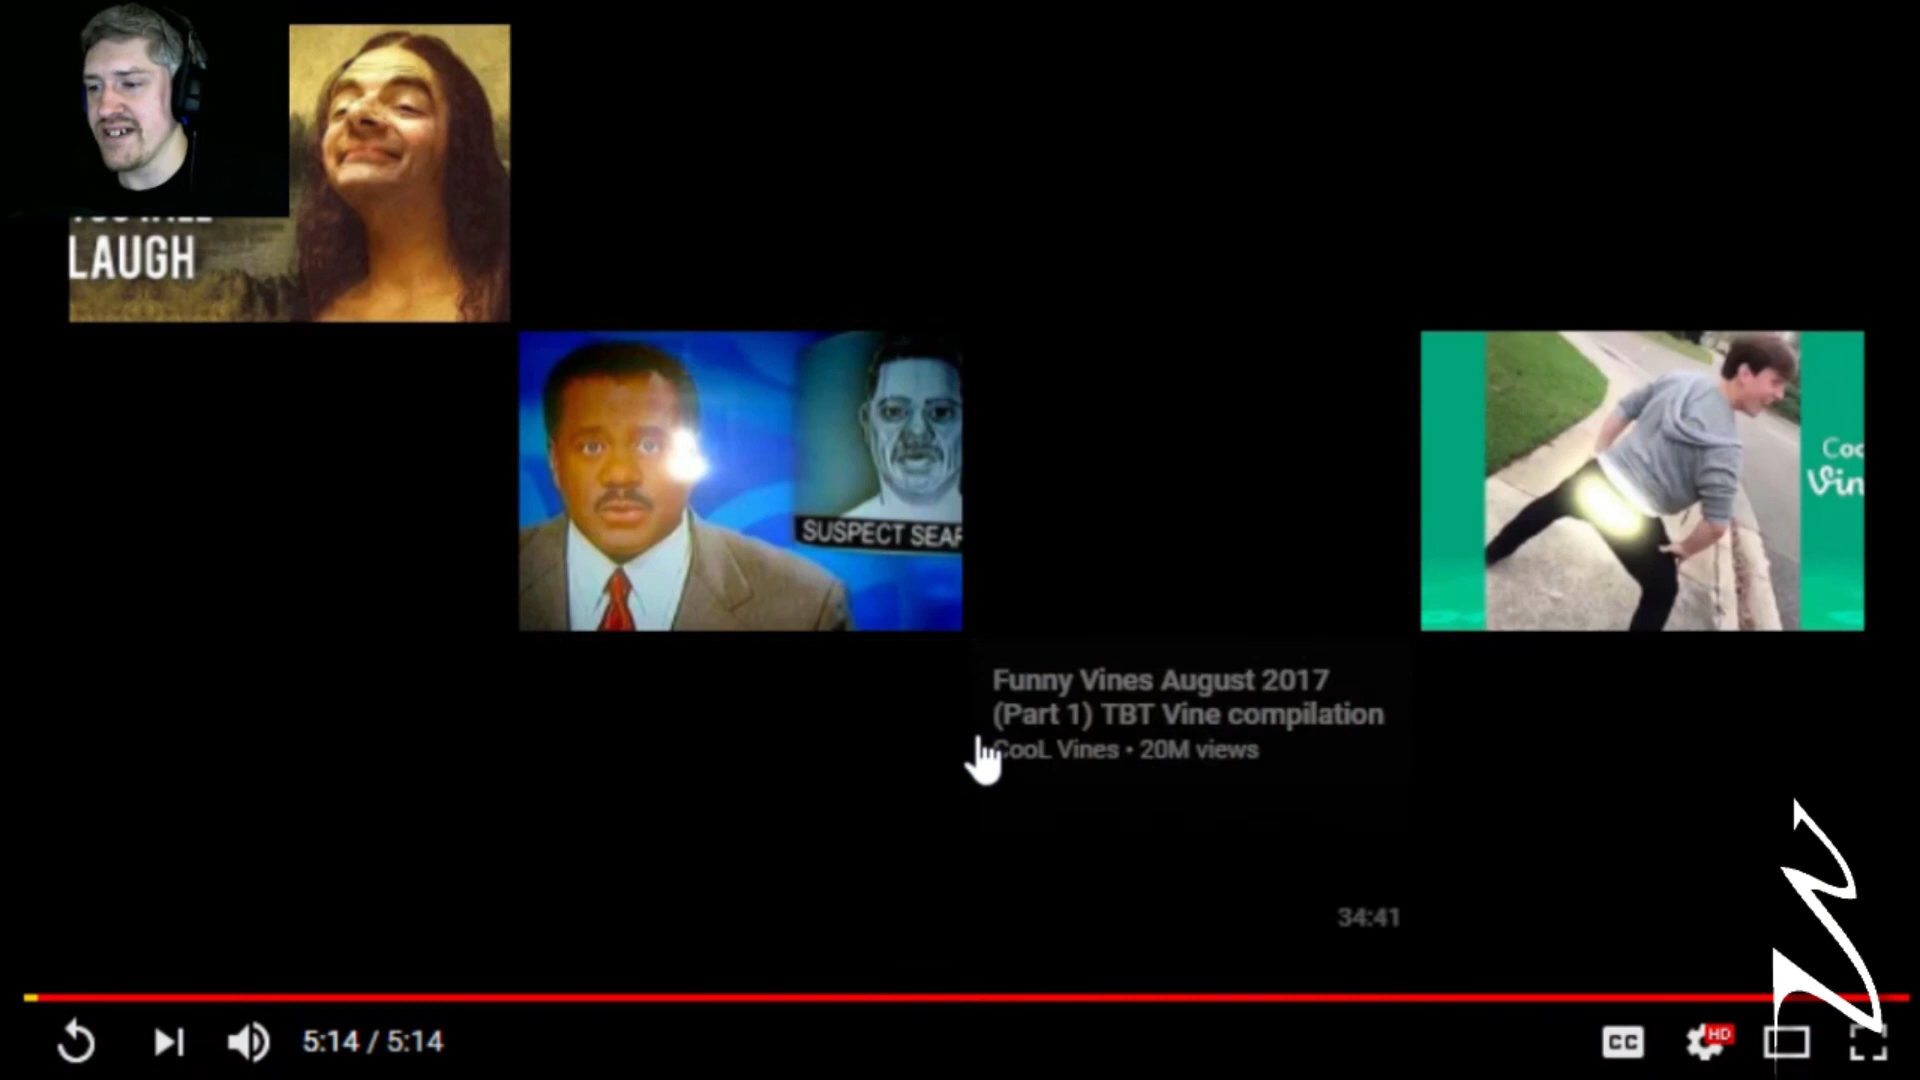 LAUGH
SUSPECT SEAR
Coo
Vin
Funny Vines August 2017
(Part 1) TBT Vine compilation
CooL Vines • 20M views
34:41
5:14 / 5:14
CC
HD